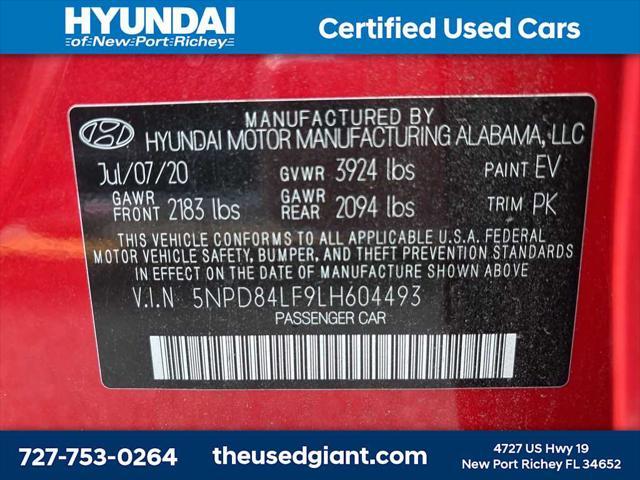 HYUNDAI
of New Port Richey
Certified Used Cars
MANUFACTURED BY
HYUNDAI MOTOR MANUFACTURING ALABAMA, LLC
Jul/07/20 GVWR 3924 lbs PAINT EV
GAWR FRONT 2183 lbs GAWR REAR 2094 lbs TRIM PK
THIS VEHICLE CONFORMS TO ALL APPLICABLE U.S.A. FEDERAL
MOTOR VEHICLE SAFETY, BUMPER, AND THEFT PREVENTION STANDARDS
IN EFFECT ON THE DATE OF MANUFACTURE SHOWN ABOVE.
V.I.N 5NPD84LF9LH604493
PASSENGER CAR
727-753-0264
theusedgiant.com
4727 US Hwy 19
New Port Richey FL 34652